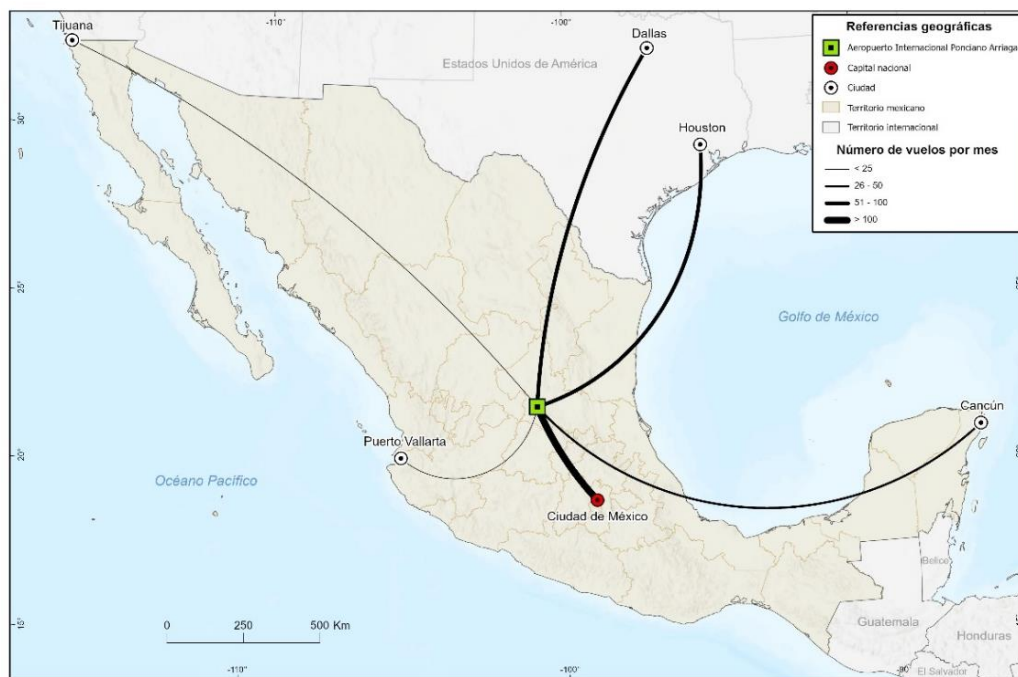 -110°
-100°
Tijuana
Dallas
Estados Unidos de América
Houston
30°
25°
20°
15°
Golfo de México
Cancún
Puerto Vallarta
Océano Pacífico
Ciudad de México
Belice
Guatemala
Honduras
El Salvador
0 250 500 Km
-110°
-100°
-90°
Referencias geográficas
Aeropuerto Internacional Ponciano Arriaga
Capital nacional
Ciudad
Territorio mexicano
Territorio internacional
Número de vuelos por mes
< 25
26 - 50
51 - 100
> 100